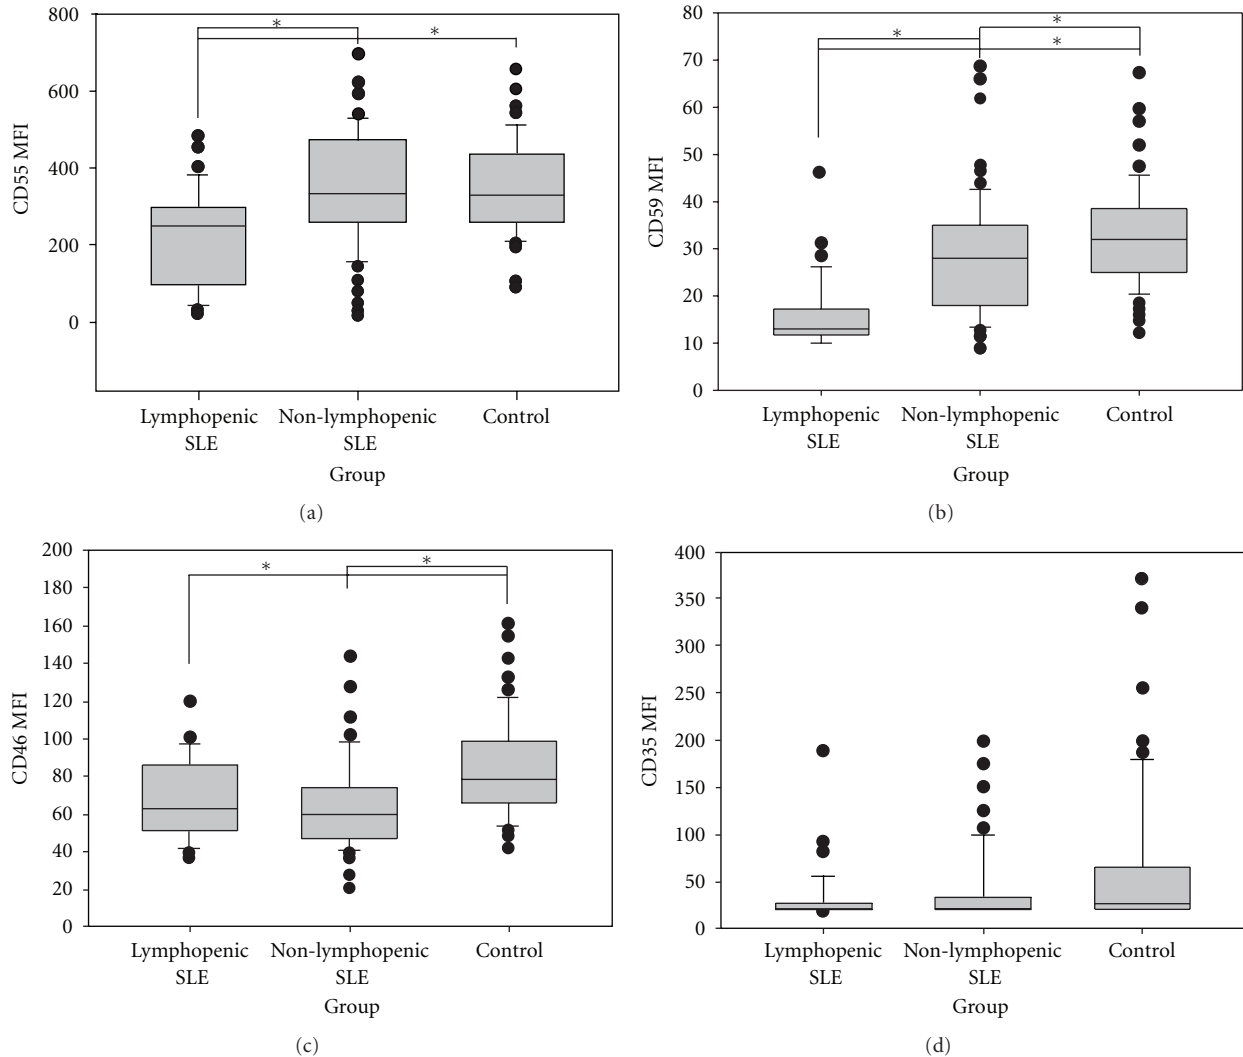 800
600
400
200
0
CD55 MFI
*
*
Lymphopenic
SLE
Non-lymphopenic
SLE
Control
Group
(a)
80
70
60
50
40
30
20
10
0
CD59 MFI
*
*
*
Lymphopenic
SLE
Non-lymphopenic
SLE
Control
Group
(b)
200
180
160
140
120
100
80
60
40
20
0
CD46 MFI
*
*
Lymphopenic
SLE
Non-lymphopenic
SLE
Control
Group
(c)
400
350
300
250
200
150
100
50
0
CD35 MFI
Lymphopenic
SLE
Non-lymphopenic
SLE
Control
Group
(d)